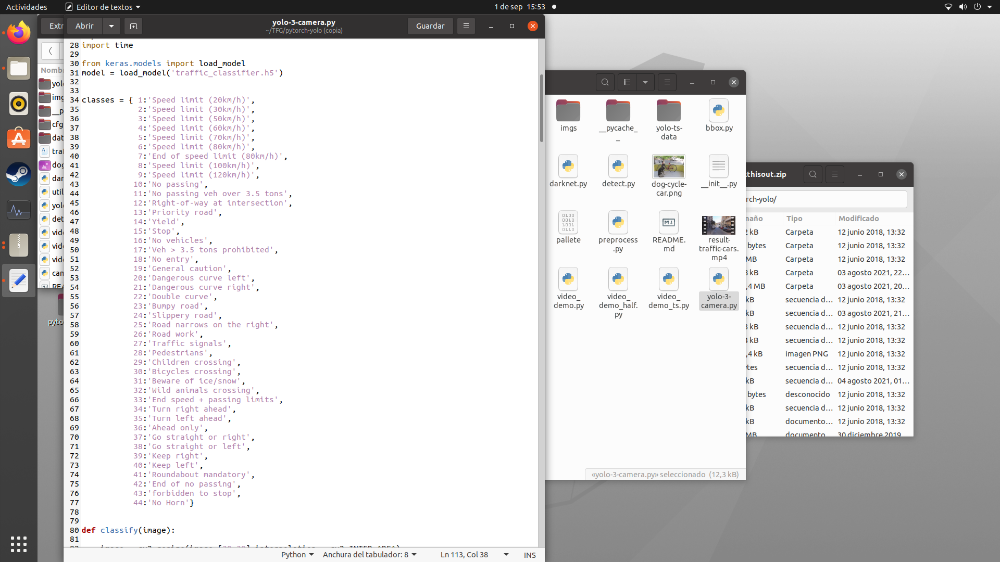 Actividades
Editor de textos
1 de sep 15:53
Extr
Abrir
yolo-3-camera.py
~/TFG/pytorch-yolo (copia)
Guardar
Nombr
yol
img
__p
cfg
dat
tra
dog
dar
util
yol
det
vid
vid
vid
can
REA
pyto
28 import time
29
30 from keras.models import load_model
31 model = load_model('traffic_classifier.h5')
32
33
34 classes = { 1:'Speed limit (20km/h)',
35 2:'Speed limit (30km/h)',
36 3:'Speed limit (50km/h)',
37 4:'Speed limit (60km/h)',
38 5:'Speed limit (70km/h)',
39 6:'Speed limit (80km/h)',
40 7:'End of speed limit (80km/h)',
41 8:'Speed limit (100km/h)',
42 9:'Speed limit (120km/h)',
43 10:'No passing',
44 11:'No passing veh over 3.5 tons',
45 12:'Right-of-way at intersection',
46 13:'Priority road',
47 14:'Yield',
48 15:'Stop',
49 16:'No vehicles',
50 17:'Veh > 3.5 tons prohibited',
51 18:'No entry',
52 19:'General caution',
53 20:'Dangerous curve left',
54 21:'Dangerous curve right',
55 22:'Double curve',
56 23:'Bumpy road',
57 24:'Slippery road',
58 25:'Road narrows on the right',
59 26:'Road work',
60 27:'Traffic signals',
61 28:'Pedestrians',
62 29:'Children crossing',
63 30:'Bicycles crossing',
64 31:'Beware of ice/snow',
65 32:'Wild animals crossing',
66 33:'End speed + passing limits',
67 34:'Turn right ahead',
68 35:'Turn left ahead',
69 36:'Ahead only',
70 37:'Go straight or right',
71 38:'Go straight or left',
72 39:'Keep right',
73 40:'Keep left',
74 41:'Roundabout mandatory',
75 42:'End of no passing',
76 43:'forbidden to stop',
77 44:'No Horn'}
78
79
80 def classify(image):
81
Python
Anchura del tabulador: 8
Ln 113, Col 38
INS
imgs
__pycache_
_
yolo-ts-
data
bbox.py
darknet.py
detect.py
dog-cycle-
car.png
__init__.py
pallete
preprocess
.py
README.
md
result-
traffic-cars.
mp4
video_
demo.py
video_
demo_half.
py
video_
demo_ts.py
yolo-3-
camera.py
«yolo-3-camera.py» seleccionado (12,3 kB)
kthisout.zip
rch-yolo/
maño Tipo Modificado
2 kB Carpeta 12 junio 2018, 13:32
bytes Carpeta 12 junio 2018, 13:32
MB Carpeta 12 junio 2018, 13:32
kB Carpeta 03 agosto 2021, 22…
,4 MB Carpeta 03 agosto 2021, 20…
kB secuencia d… 12 junio 2018, 13:32
kB secuencia d… 03 agosto 2021, 21…
kB secuencia d… 12 junio 2018, 13:32
kB secuencia d… 12 junio 2018, 13:32
,4 kB imagen PNG 12 junio 2018, 13:32
ytes secuencia d… 12 junio 2018, 13:32
kB secuencia d… 04 agosto 2021, 01…
bytes desconocido 12 junio 2018, 13:32
kB secuencia d… 12 junio 2018, 13:32
kB documento… 12 junio 2018, 13:32
MB documento 30 diciembre 2019